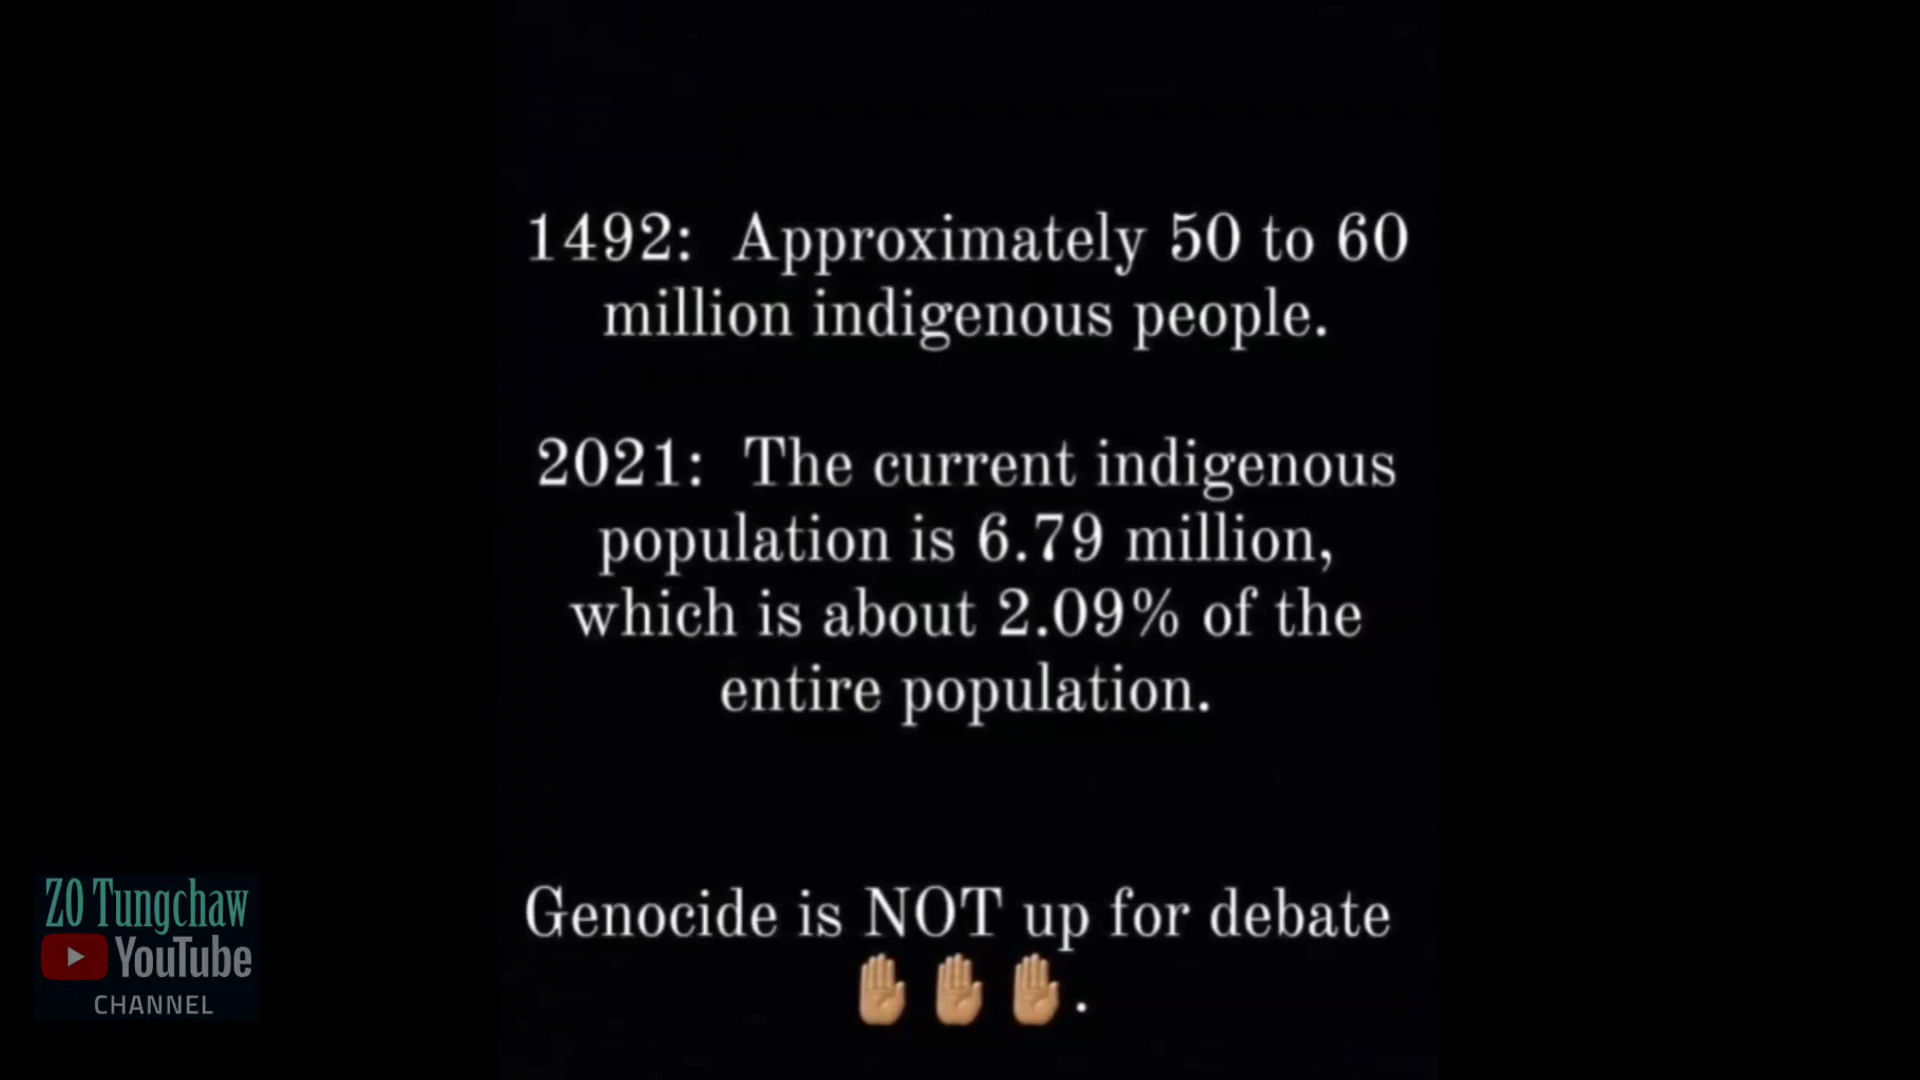 1492: Approximately 50 to 60
million indigenous people.
2021: The current indigenous
population is 6.79 million,
which is about 2.09% of the
entire population.
Genocide is NOT up for debate
✋🏽✋🏽✋🏽.
ZO Tungchaw
YouTube
CHANNEL